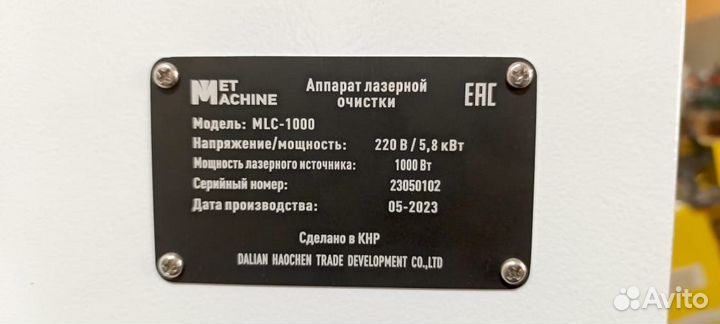 MET MACHINE
Аппарат лазерной
очистки
EAC
Модель: MLC-1000
Напряжение/мощность: 220 В / 5,8 кВт
Мощность лазерного источника: 1000 Вт
Серийный номер: 23050102
Дата производства: 05-2023
Сделано в КНР
DALIAN HAOCHEN TRADE DEVELOPMENT CO.,LTD
Avito